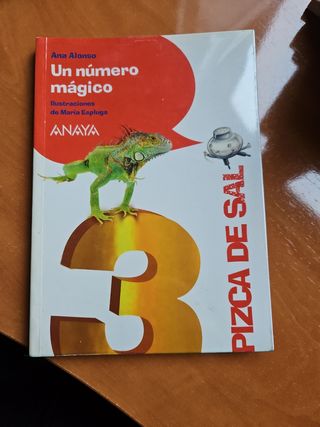 Ana Alonso
Un número
mágico
Ilustraciones
de María Espluga
ANAYA
3
PIZCA DE SAL